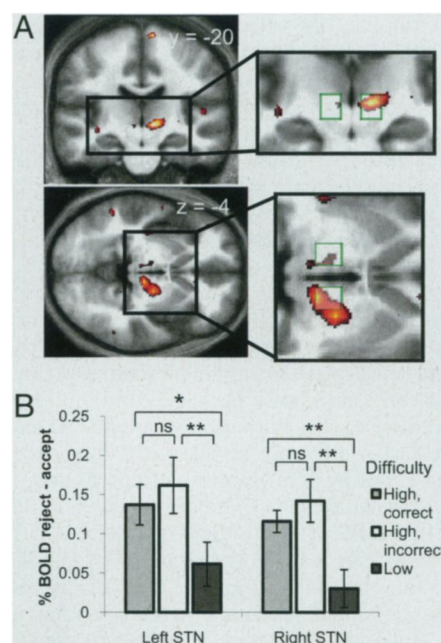 A
y = -20
z = -4
B
% BOLD reject - accept
0.25
0.2
0.15
0.1
0.05
0
*
ns
**
**
ns
**
Left STN
Right STN
Difficulty
High, correct
High, incorrect
Low